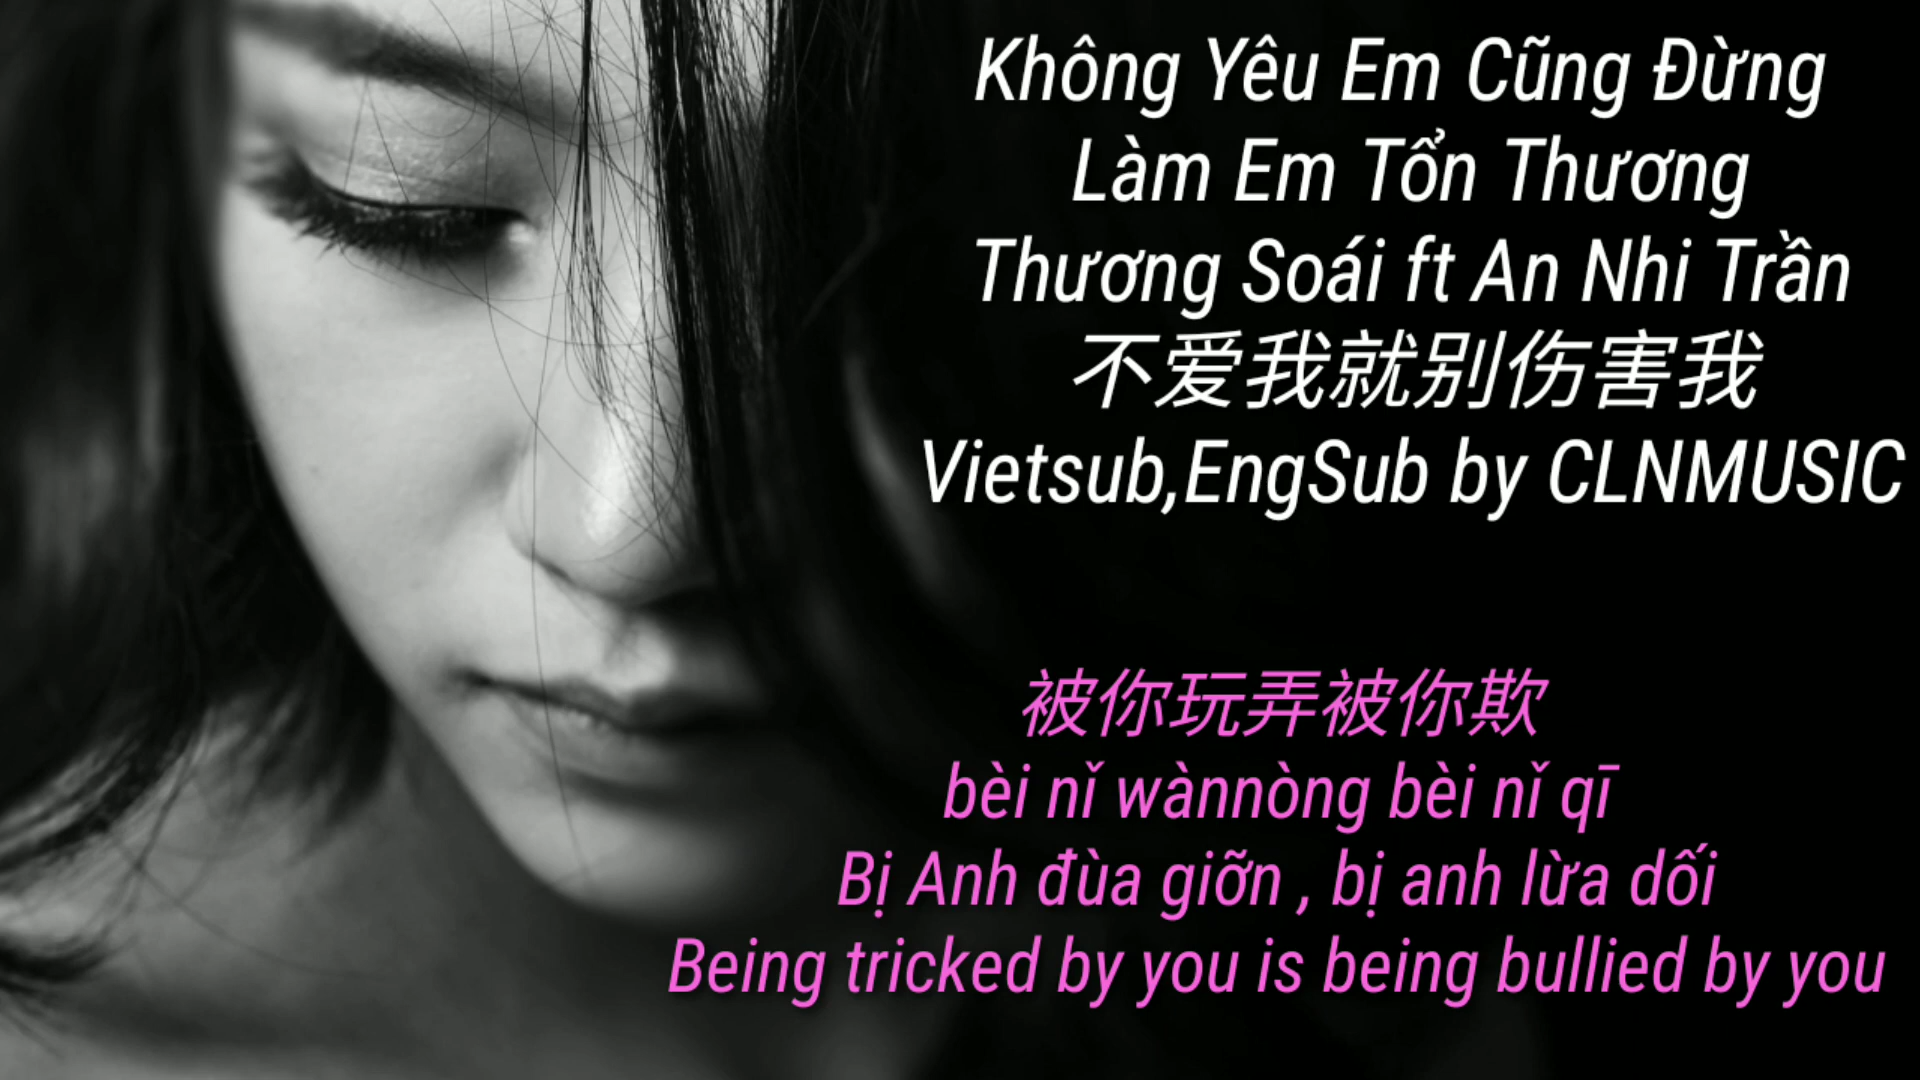 Không Yêu Em Cũng Đừng
Làm Em Tổn Thương
Thương Soái ft An Nhi Trần
不爱我就别伤害我
Vietsub,EngSub by CLNMUSIC
被你玩弄被你欺
bèi nǐ wànnòng bèi nǐ qī
Bị Anh đùa giỡn , bị anh lừa dối
Being tricked by you is being bullied by you